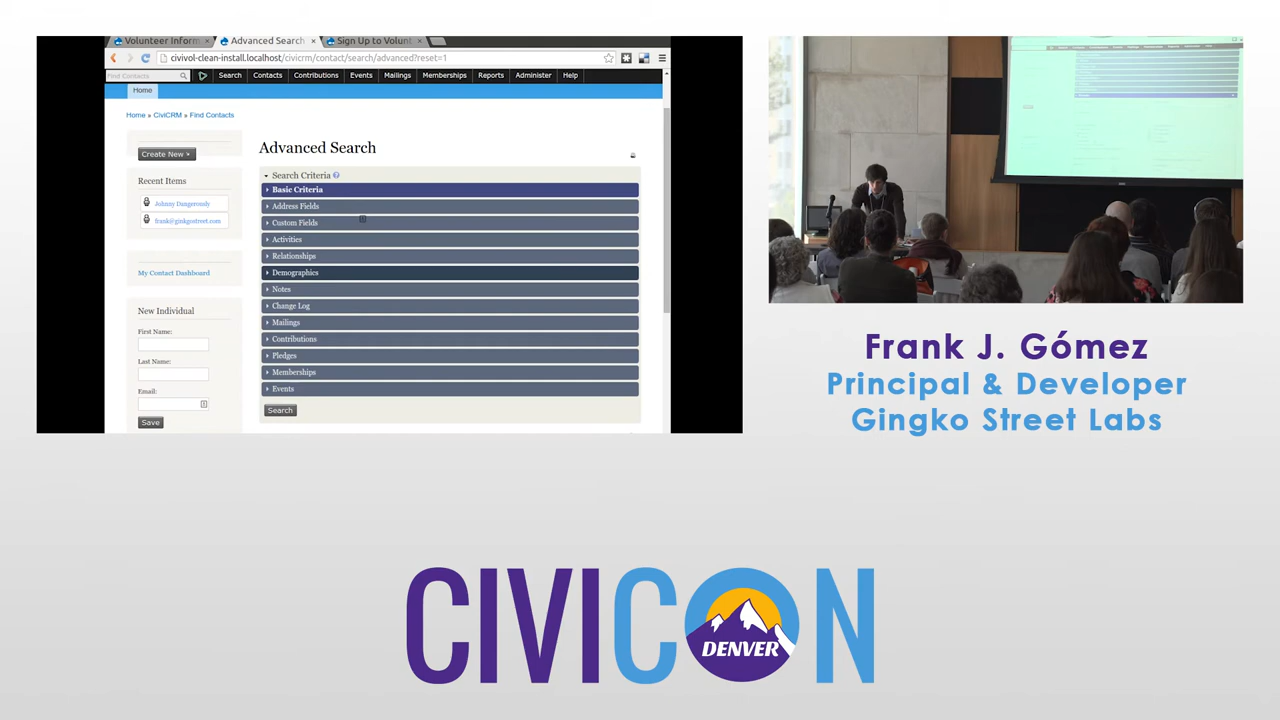 Volunteer Inform
Advanced Search
Sign Up to Volunt
civivol-clean-install.localhost/civicrm/contact/search/advanced?reset=1
Find Contacts
Search
Contacts
Contributions
Events
Mailings
Memberships
Reports
Administer
Help
Home
Home » CiviCRM » Find Contacts
Create New
Recent Items
Johnny Dangerously
frank@ginkgostreet.com
My Contact Dashboard
New Individual
First Name:
Last Name:
Email:
Save
Advanced Search
Search Criteria
Basic Criteria
Address Fields
Custom Fields
Activities
Relationships
Demographics
Notes
Change Log
Mailings
Contributions
Pledges
Memberships
Events
Search
Frank J. Gómez
Principal & Developer
Gingko Street Labs
CIVICON
DENVER